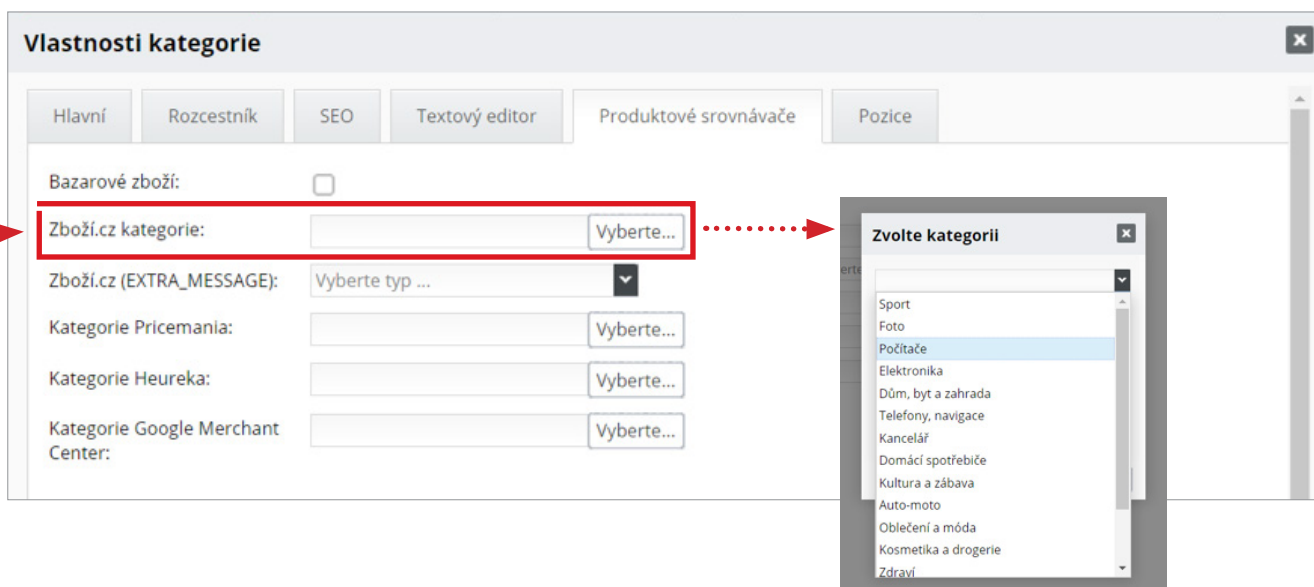 Vlastnosti kategorie
Hlavní
Rozcestník
SEO
Textový editor
Produktové srovnávače
Pozice
Bazarové zboží:
Zboží.cz kategorie:
Vyberte...
Zboží.cz (EXTRA_MESSAGE):
Vyberte typ ...
Kategorie Pricemania:
Vyberte...
Kategorie Heureka:
Vyberte...
Kategorie Google Merchant
Center:
Vyberte...
Zvolte kategorii
Sport
Foto
Počítače
Elektronika
Dům, byt a zahrada
Telefony, navigace
Kancelář
Domácí spotřebiče
Kultura a zábava
Auto-moto
Oblečení a móda
Kosmetika a drogerie
Zdraví